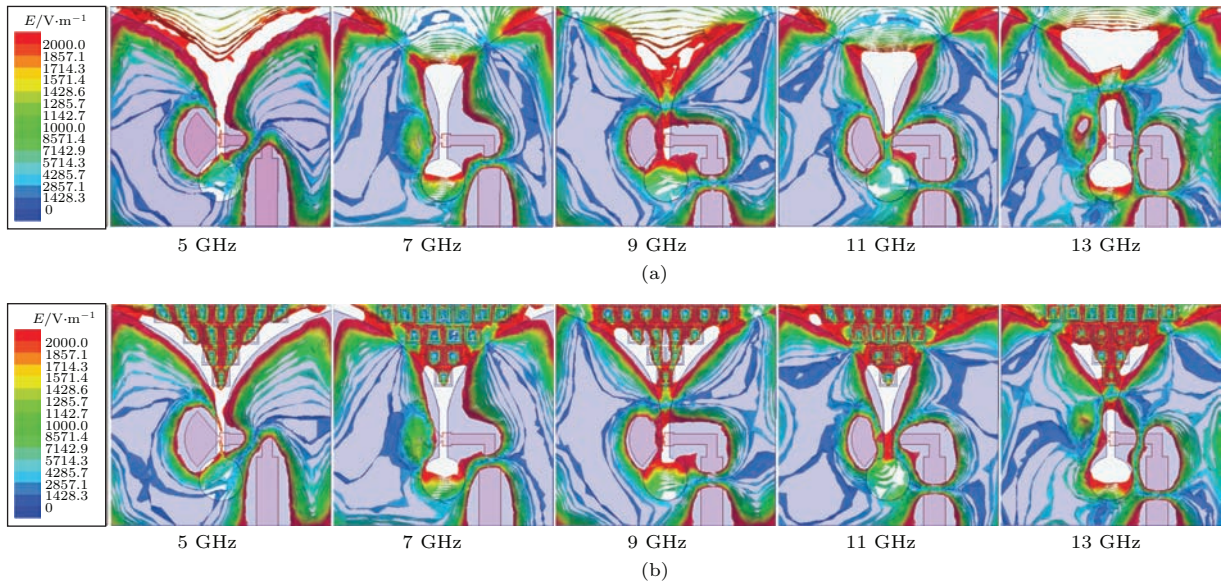 E/V·m⁻¹
2000.0
1857.1
1714.3
1571.4
1428.6
1285.7
1142.7
1000.0
8571.4
7142.9
5714.3
4285.7
2857.1
1428.3
0
5 GHz
7 GHz
9 GHz
11 GHz
13 GHz
(a)
E/V·m⁻¹
2000.0
1857.1
1714.3
1571.4
1428.6
1285.7
1142.7
1000.0
8571.4
7142.9
5714.3
4285.7
2857.1
1428.3
0
5 GHz
7 GHz
9 GHz
11 GHz
13 GHz
(b)